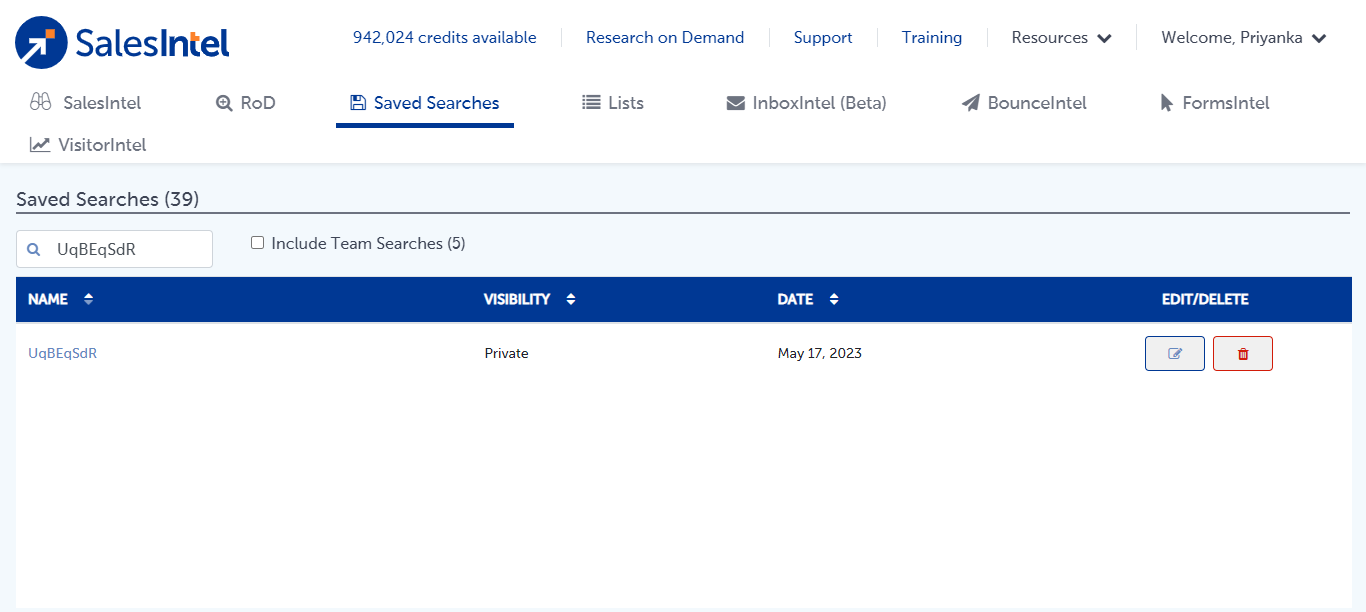 SalesIntel
942,024 credits available
Research on Demand
Support
Training
Resources
Welcome, Priyanka
SalesIntel
RoD
Saved Searches
Lists
InboxIntel (Beta)
BounceIntel
FormsIntel
VisitorIntel
Saved Searches (39)
UqBEqSdR
Include Team Searches (5)
NAME VISIBILITY DATE EDIT/DELETE
UqBEqSdR Private May 17, 2023